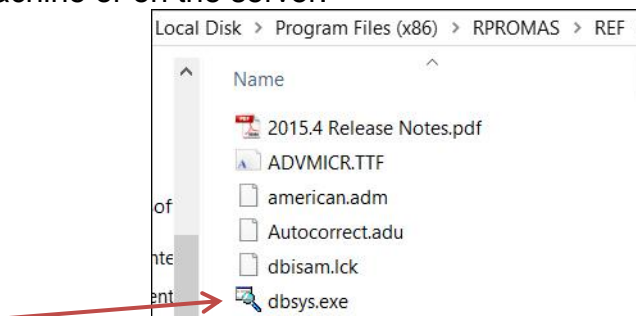 Local Disk > Program Files (x86) > RPROMAS > REF
Name
2015.4 Release Notes.pdf
ADVMICR.TTF
american.adm
of
Autocorrect.adu
dbisam.lck
dbsys.exe